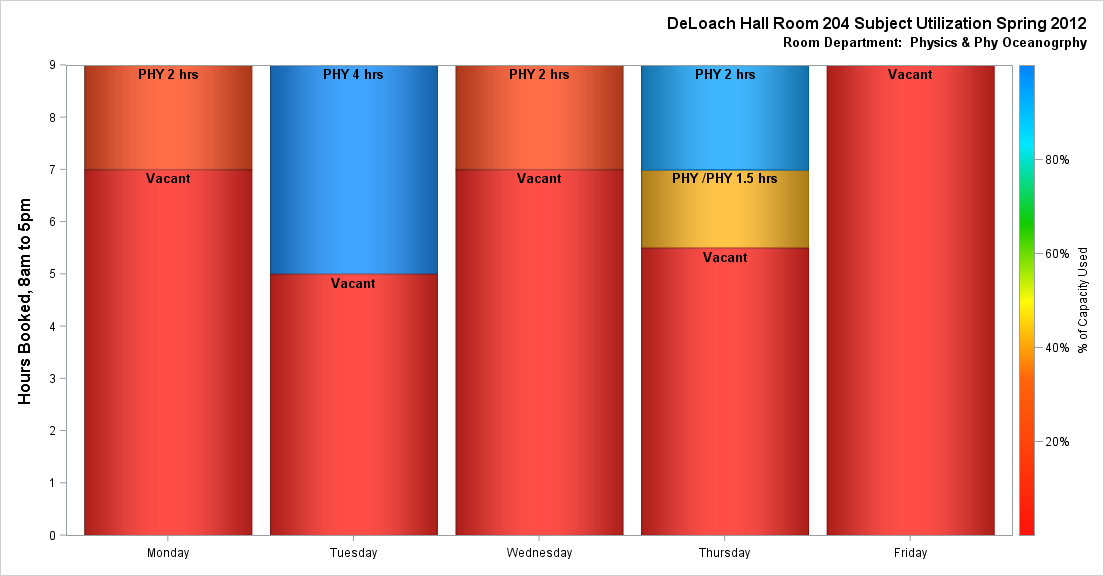 DeLoach Hall Room 204 Subject Utilization Spring 2012
Room Department:  Physics & Phy Oceanogrphy
Hours Booked, 8am to 5pm
9
8
7
6
5
4
3
2
1
0
PHY 2 hrs
Vacant
PHY 4 hrs
Vacant
PHY 2 hrs
Vacant
PHY 2 hrs
PHY /PHY 1.5 hrs
Vacant
Vacant
Monday
Tuesday
Wednesday
Thursday
Friday
80%
60%
40%
20%
% of Capacity Used